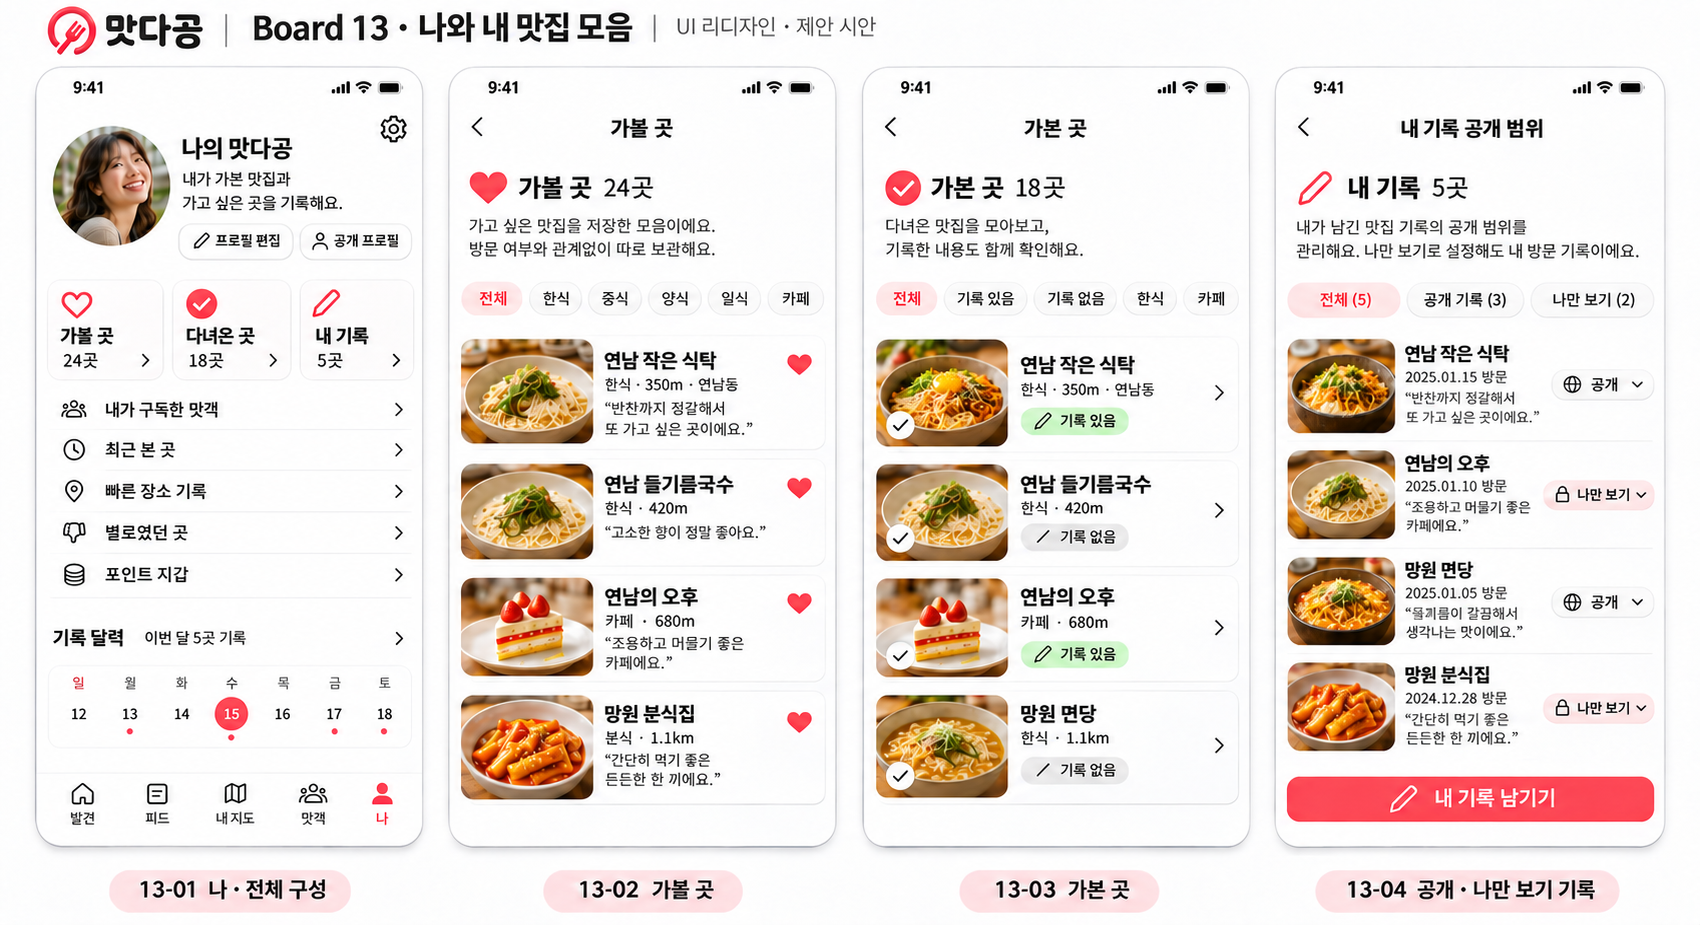 맛다공 | Board 13 · 나와 내 맛집 모음 | UI 리디자인 · 제안 시안
9:41
나의 맛다공
내가 가본 맛집과
가고 싶은 곳을 기록해요.
프로필 편집
공개 프로필
가볼 곳
24곳
다녀온 곳
18곳
내 기록
5곳
내가 구독한 맛객
최근 본 곳
빠른 장소 기록
별로였던 곳
포인트 지갑
기록 달력 이번 달 5곳 기록
일 월 화 수 목 금 토
12 13 14 15 16 17 18
발견 피드 내 지도 맛객 나
13-01 나 · 전체 구성
9:41
가볼 곳
가볼 곳 24곳
가고 싶은 맛집을 저장한 모음이에요.
방문 여부와 관계없이 따로 보관해요.
전체 한식 중식 양식 일식 카페
연남 작은 식탁
한식 · 350m · 연남동
“반찬까지 정갈해서
또 가고 싶은 곳이에요.”
연남 들기름국수
한식 · 420m
“고소한 향이 정말 좋아요.”
연남의 오후
카페 · 680m
“조용하고 머물기 좋은
카페에요.”
망원 분식집
분식 · 1.1km
“간단히 먹기 좋은
든든한 한 끼에요.”
13-02 가볼 곳
9:41
가본 곳
가본 곳 18곳
다녀온 맛집을 모아보고,
기록한 내용도 함께 확인해요.
전체 기록 있음 기록 없음 한식 카페
연남 작은 식탁
한식 · 350m · 연남동
기록 있음
연남 들기름국수
한식 · 420m
기록 없음
연남의 오후
카페 · 680m
기록 있음
망원 면당
한식 · 1.1km
기록 없음
13-03 가본 곳
9:41
내 기록 공개 범위
내 기록 5곳
내가 남긴 맛집 기록의 공개 범위를
관리해요. 나만 보기로 설정해도 내 방문 기록이에요.
전체 (5) 공개 기록 (3) 나만 보기 (2)
연남 작은 식탁
2025.01.15 방문
“반찬까지 정갈해서
또 가고 싶은 곳이에요.”
공개
연남의 오후
2025.01.10 방문
“조용하고 머물기 좋은
카페에요.”
나만 보기
망원 면당
2025.01.05 방문
생각나는 맛이에요.”
공개
망원 분식집
2024.12.28 방문
“간단히 먹기 좋은
든든한 한 끼에요.”
나만 보기
내 기록 남기기
13-04 공개 · 나만 보기 기록